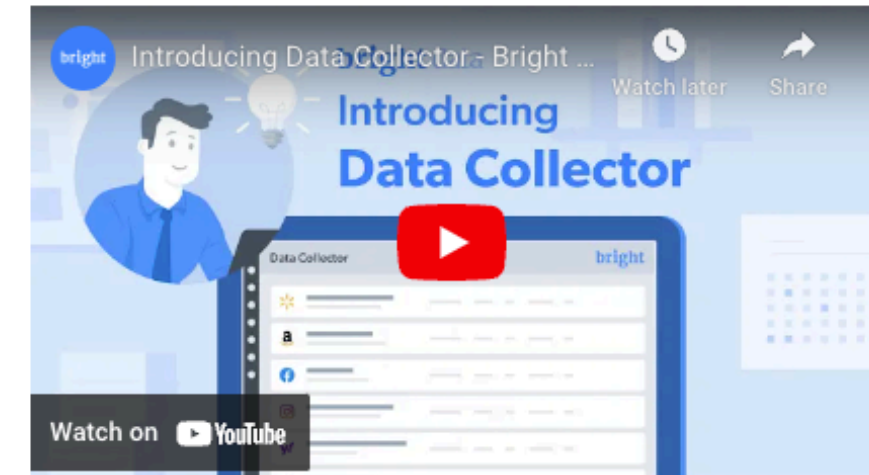 bright
Introducing Data Collector - Bright ...
Watch later
Share
Introducing
Data Collector
Data Collector
bright
a
Watch on YouTube